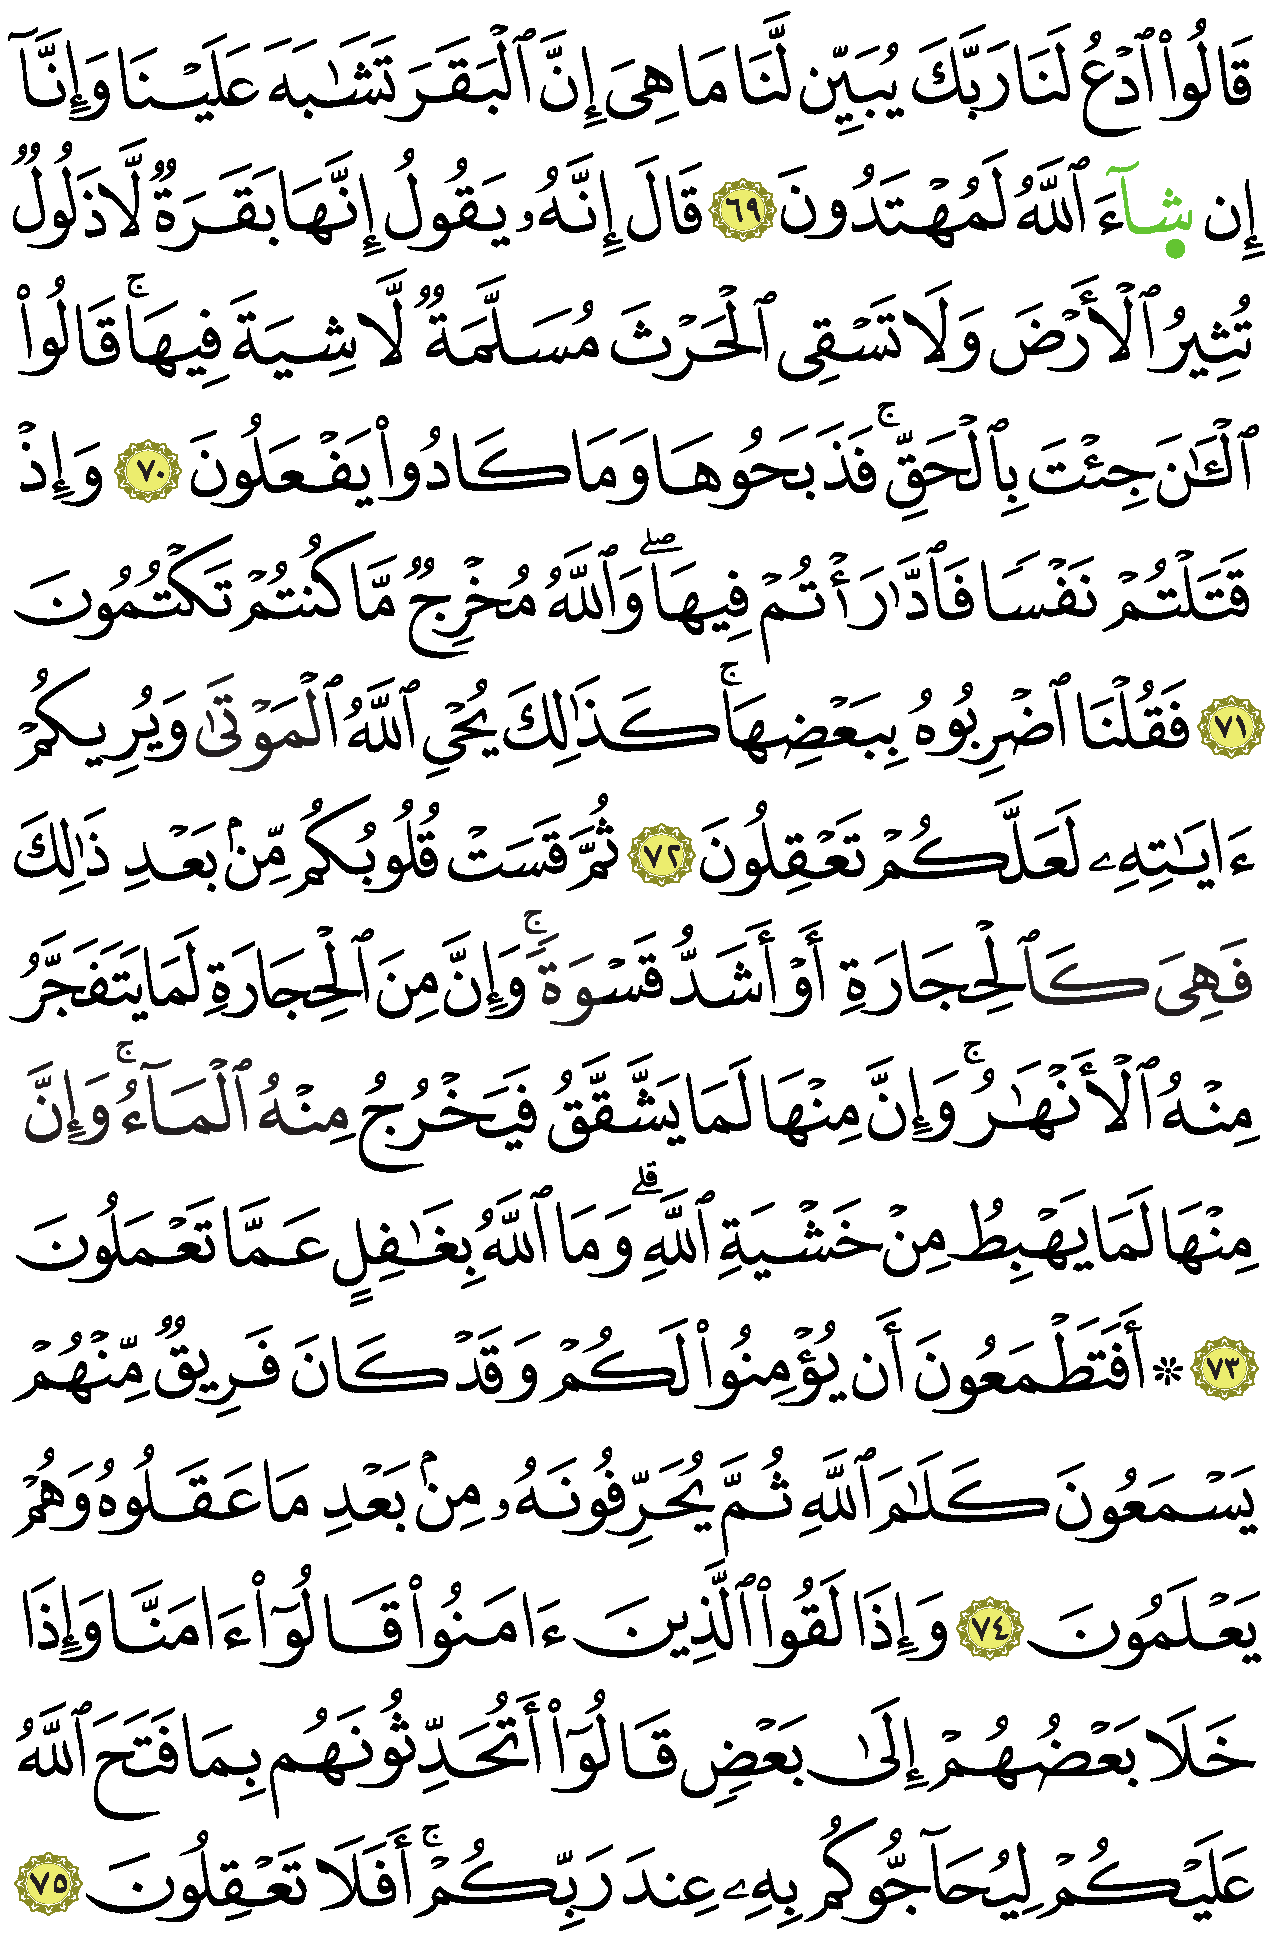 قَالُوا۟ ٱدْعُ لَنَا رَبَّكَ يُبَيِّن لَّنَا مَا هِىَ إِنَّ ٱلْبَقَرَ تَشَٰبَهَ عَلَيْنَا وَإِنَّآ
إِن شَآءَ ٱللَّهُ لَمُهْتَدُونَ ٦٩ قَالَ إِنَّهُۥ يَقُولُ إِنَّهَا بَقَرَةٌ لَّا ذَلُولٌ
تُثِيرُ ٱلْأَرْضَ وَلَا تَسْقِى ٱلْحَرْثَ مُسَلَّمَةٌ لَّا شِيَةَ فِيهَا ۚ قَالُوا۟
ٱلْـَٰٔنَ جِئْتَ بِٱلْحَقِّ ۚ فَذَبَحُوهَا وَمَا كَادُوا۟ يَفْعَلُونَ ٧٠ وَإِذْ
قَتَلْتُمْ نَفْسًا فَٱدَّٰرَْٰٔتُمْ فِيهَا ۖ وَٱللَّهُ مُخْرِجٌ مَّا كُنتُمْ تَكْتُمُونَ
٧١ فَقُلْنَا ٱضْرِبُوهُ بِبَعْضِهَا ۚ كَذَٰلِكَ يُحْىِ ٱللَّهُ ٱلْمَوْتَىٰ وَيُرِيكُمْ
ءَايَٰتِهِۦ لَعَلَّكُمْ تَعْقِلُونَ ٧٢ ثُمَّ قَسَتْ قُلُوبُكُم مِّنۢ بَعْدِ ذَٰلِكَ
فَهِىَ كَٱلْحِجَارَةِ أَوْ أَشَدُّ قَسْوَةً ۚ وَإِنَّ مِنَ ٱلْحِجَارَةِ لَمَا يَتَفَجَّرُ
مِنْهُ ٱلْأَنْهَٰرُ ۚ وَإِنَّ مِنْهَا لَمَا يَشَّقَّقُ فَيَخْرُجُ مِنْهُ ٱلْمَآءُ ۚ وَإِنَّ
مِنْهَا لَمَا يَهْبِطُ مِنْ خَشْيَةِ ٱللَّهِ ۗ وَمَا ٱللَّهُ بِغَٰفِلٍ عَمَّا تَعْمَلُونَ
٧٣ ۞ أَفَتَطْمَعُونَ أَن يُؤْمِنُوا۟ لَكُمْ وَقَدْ كَانَ فَرِيقٌ مِّنْهُمْ
يَسْمَعُونَ كَلَٰمَ ٱللَّهِ ثُمَّ يُحَرِّفُونَهُۥ مِنۢ بَعْدِ مَا عَقَلُوهُ وَهُمْ
يَعْلَمُونَ ٧٤ وَإِذَا لَقُوا۟ ٱلَّذِينَ ءَامَنُوا۟ قَالُوٓا۟ ءَامَنَّا وَإِذَا
خَلَا بَعْضُهُمْ إِلَىٰ بَعْضٍ قَالُوٓا۟ أَتُحَدِّثُونَهُم بِمَا فَتَحَ ٱللَّهُ
عَلَيْكُمْ لِيُحَآجُّوكُم بِهِۦ عِندَ رَبِّكُمْ ۚ أَفَلَا تَعْقِلُونَ ٧٥